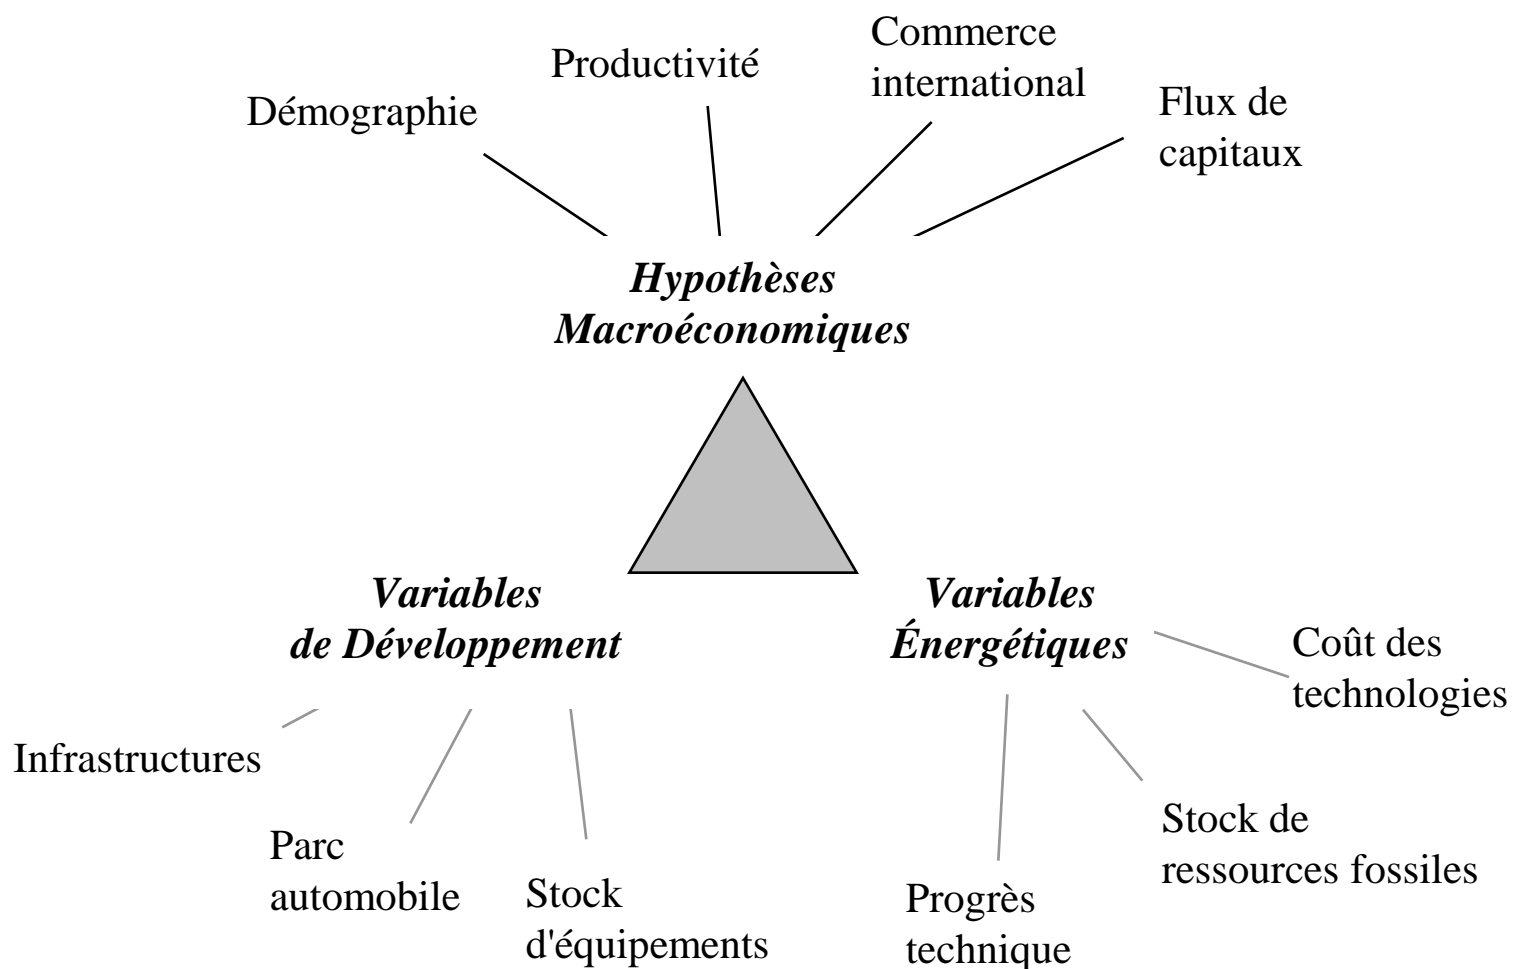 Démographie
Productivité
Commerce
international
Flux de
capitaux
Hypothèses
Macroéconomiques
Variables
de Développement
Variables
Énergétiques
Coût des
technologies
Infrastructures
Parc
automobile
Stock
d'équipements
Progrès
technique
Stock de
ressources fossiles